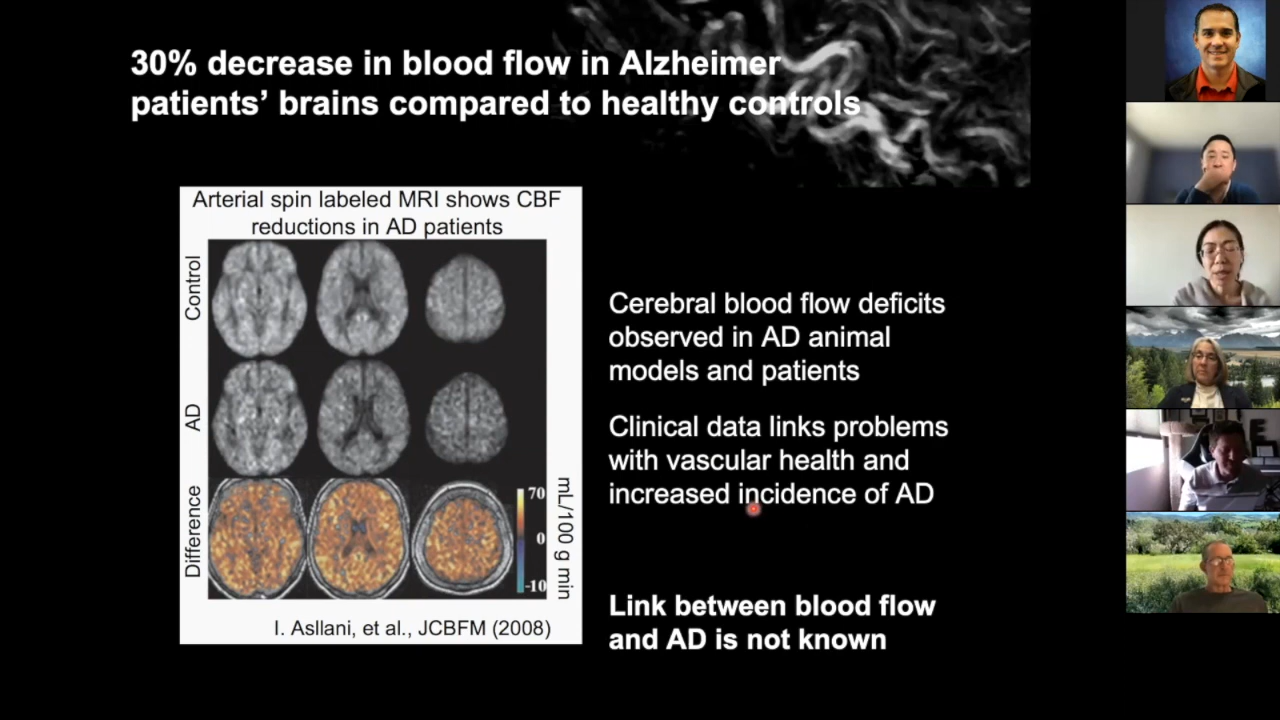 30% decrease in blood flow in Alzheimer
patients’ brains compared to healthy controls
Arterial spin labeled MRI shows CBF
reductions in AD patients
Control
AD
Difference
70
0
-10
mL/100 g min
I. Asllani, et al., JCBFM (2008)
Cerebral blood flow deficits
observed in AD animal
models and patients
Clinical data links problems
with vascular health and
increased incidence of AD
Link between blood flow
and AD is not known